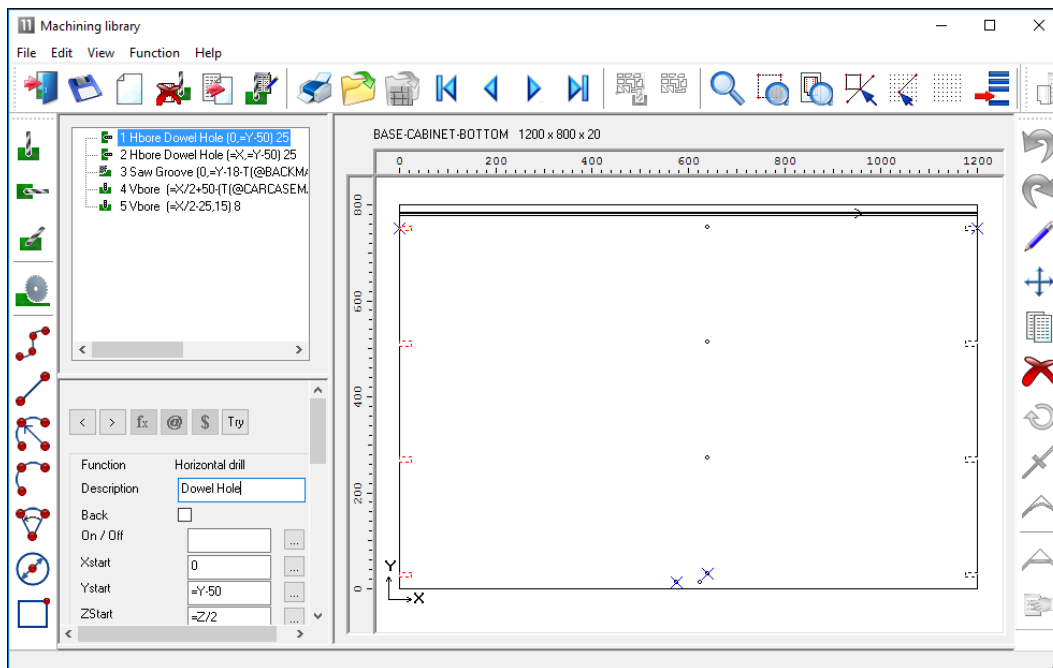 11 Machining library
File Edit View Function Help
1 Hbore Dowel Hole (0,=Y-50) 25
2 Hbore Dowel Hole (=X,=Y-50) 25
3 Saw Groove (0,=Y-18-T(@BACKMA
4 Vbore (=X/2+50-(T(@CARCASEM.
5 Vbore (=X/2-25,15) 8
< >
< > fx @ $ Try
Function Horizontal drill
Description Dowel Hole
Back
On / Off ...
Xstart 0 ...
Ystart =Y-50 ...
ZStart =Z/2 ...
< >
BASE-CABINET-BOTTOM 1200 x 800 x 20
0 200 400 600 800 1000 1200
800
600
400
200
0
Y
X